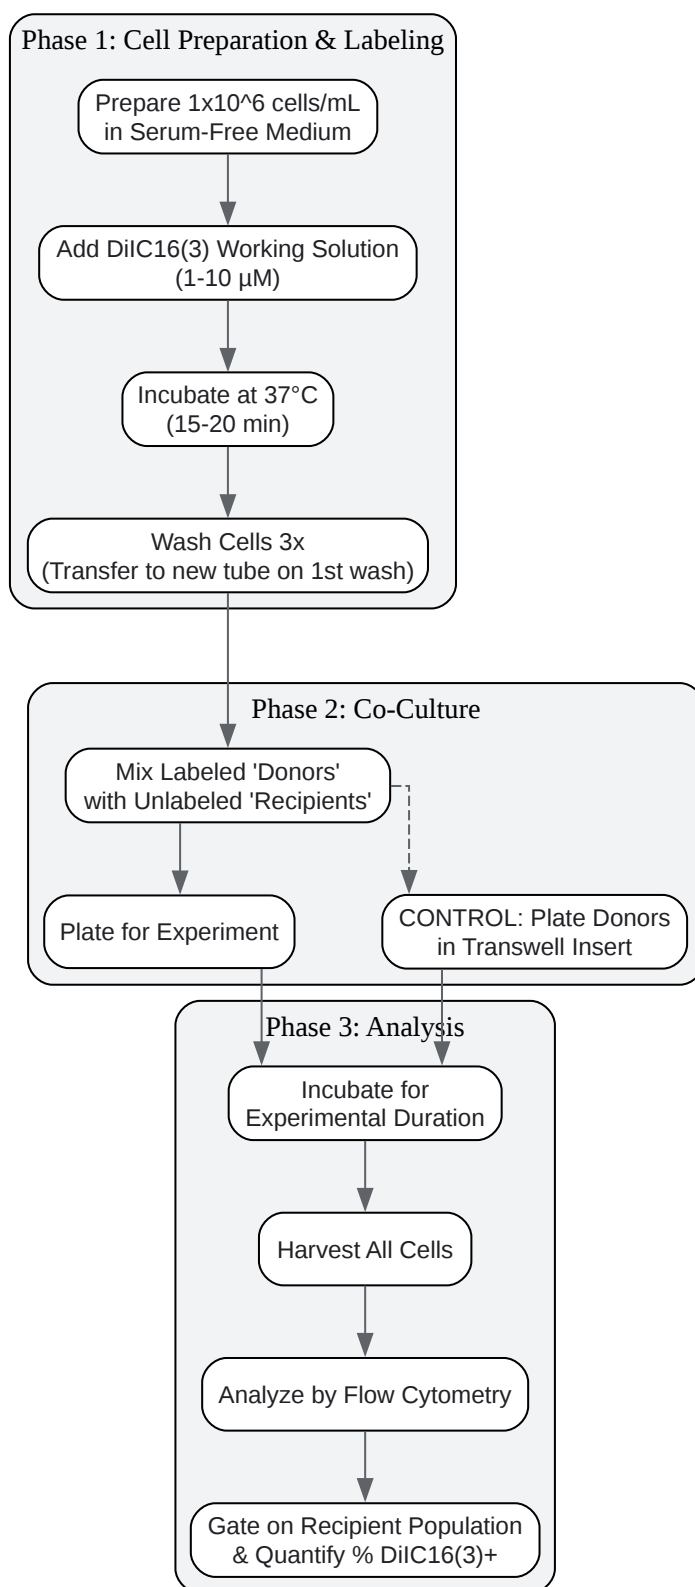 Phase 1: Cell Preparation & Labeling
Prepare 1x10^6 cells/mL
in Serum-Free Medium
Add DiIC16(3) Working Solution
(1-10 µM)
Incubate at 37°C
(15-20 min)
Wash Cells 3x
(Transfer to new tube on 1st wash)
Phase 2: Co-Culture
Mix Labeled 'Donors'
with Unlabeled 'Recipients'
Plate for Experiment
CONTROL: Plate Donors
in Transwell Insert
Phase 3: Analysis
Incubate for
Experimental Duration
Harvest All Cells
Analyze by Flow Cytometry
Gate on Recipient Population
& Quantify % DiIC16(3)+